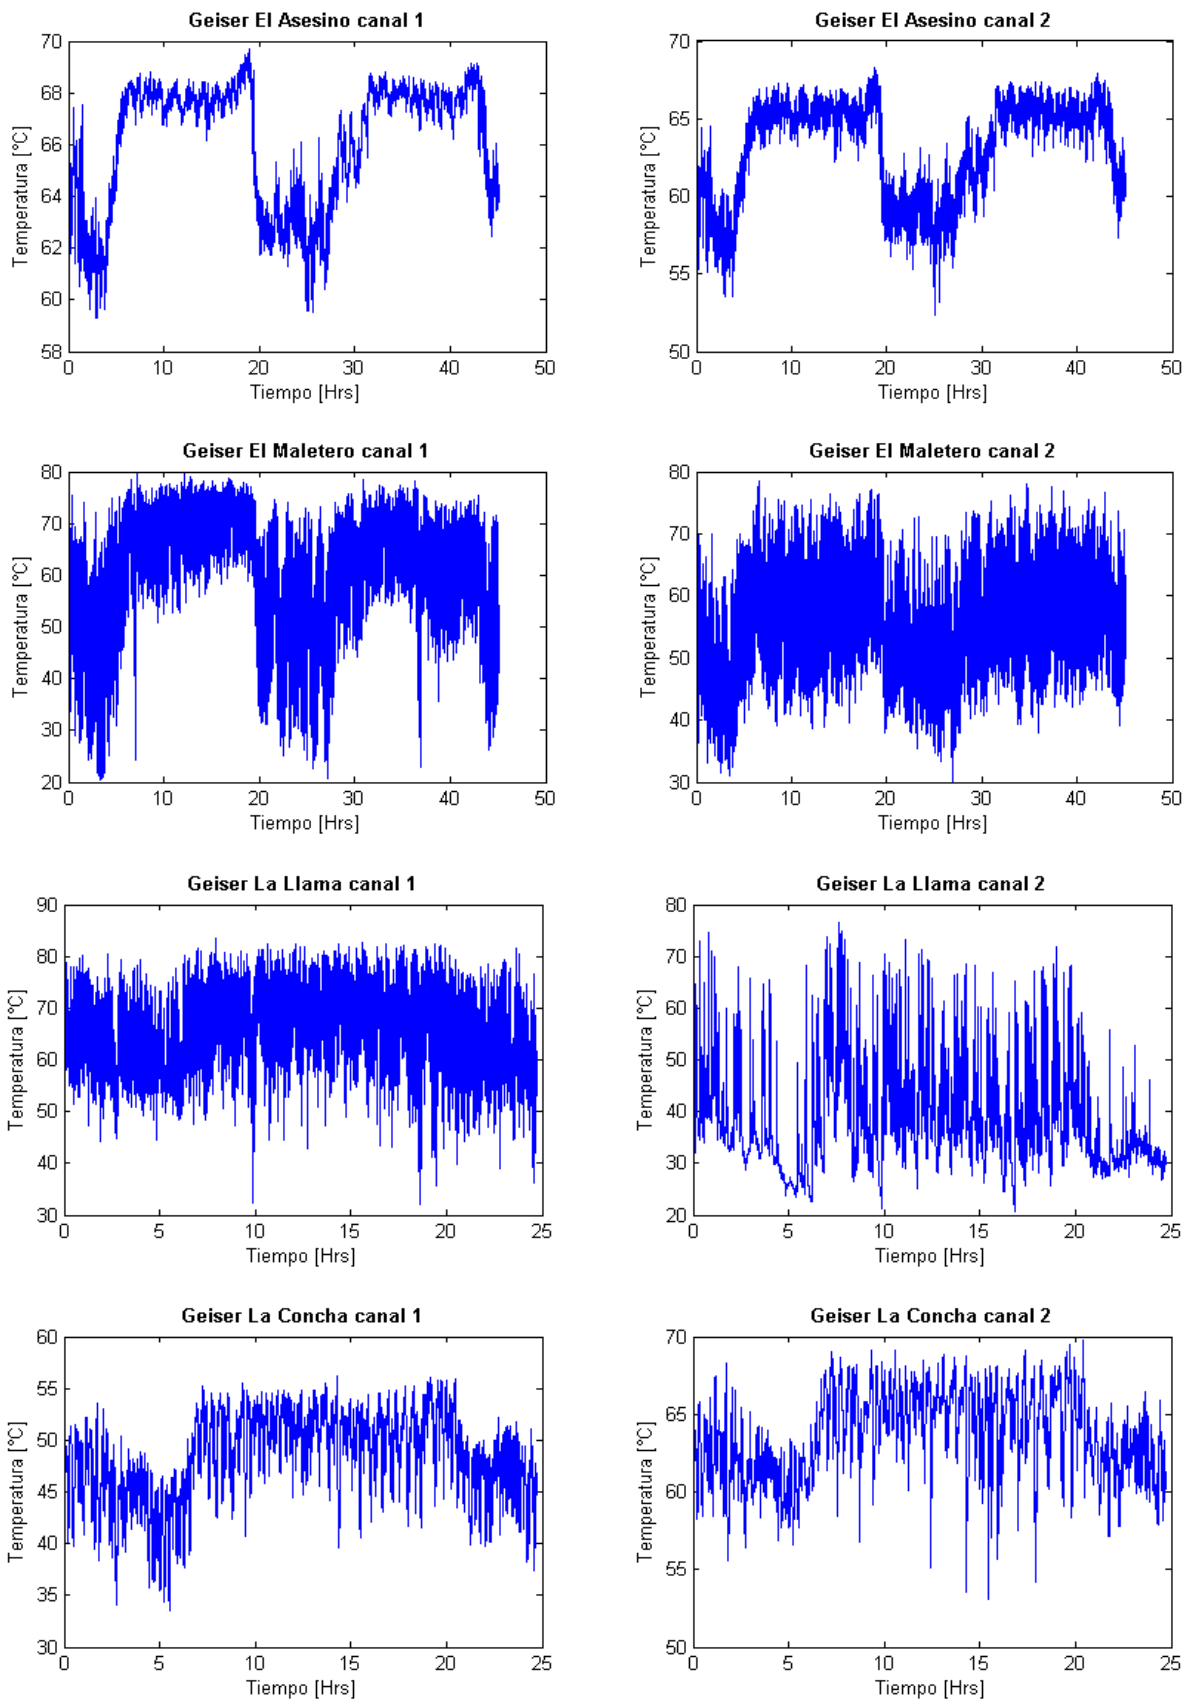 Geiser El Asesino canal 1
70
68
66
64
62
60
58
Temperatura [°C]
0 10 20 30 40 50
Tiempo [Hrs]
Geiser El Asesino canal 2
70
65
60
55
50
Temperatura [°C]
0 10 20 30 40 50
Tiempo [Hrs]
Geiser El Maletero canal 1
80
70
60
50
40
30
20
Temperatura [°C]
0 10 20 30 40 50
Tiempo [Hrs]
Geiser El Maletero canal 2
80
70
60
50
40
30
Temperatura [°C]
0 10 20 30 40 50
Tiempo [Hrs]
Geiser La Llama canal 1
90
80
70
60
50
40
30
Temperatura [°C]
0 5 10 15 20 25
Tiempo [Hrs]
Geiser La Llama canal 2
80
70
60
50
40
30
20
Temperatura [°C]
0 5 10 15 20 25
Tiempo [Hrs]
Geiser La Concha canal 1
60
55
50
45
40
35
30
Temperatura [°C]
0 5 10 15 20 25
Tiempo [Hrs]
Geiser La Concha canal 2
70
65
60
55
50
Temperatura [°C]
0 5 10 15 20 25
Tiempo [Hrs]